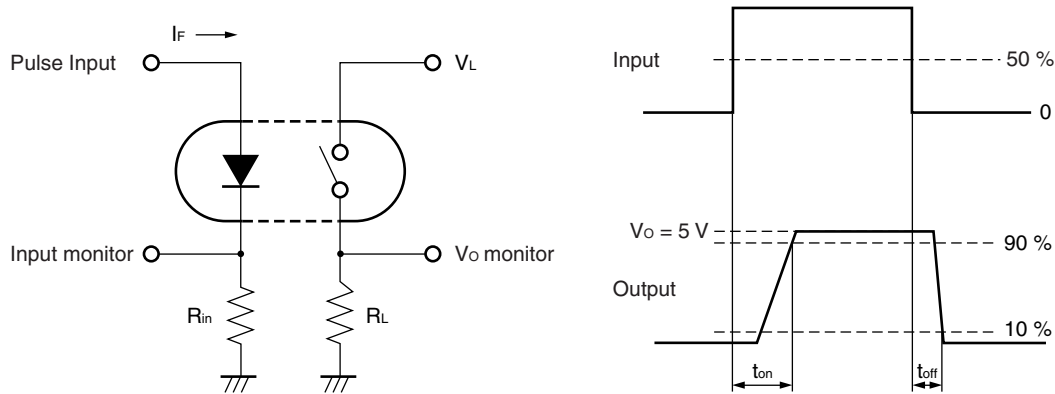 IF
Pulse Input
VL
Input monitor
VO monitor
Rin
RL
Input
50 %
0
VO = 5 V
90 %
Output
10 %
ton
toff